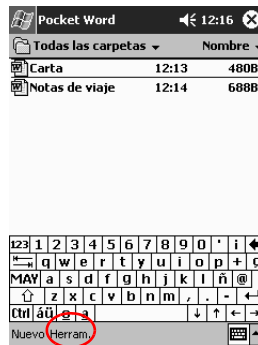 Pocket Word 12:16
Todas las carpetas Nombre
Carta 12:13 480B
Notas de viaje 12:14 688B
123 1 2 3 4 5 6 7 8 9 0 ' ¡
q w e r t y u i o p + ç
MAY a s d f g h j k l ñ @
z x c v b n m , . -
Ctrl áü º ª ↓ ↑ ← →
Nuevo Herram.